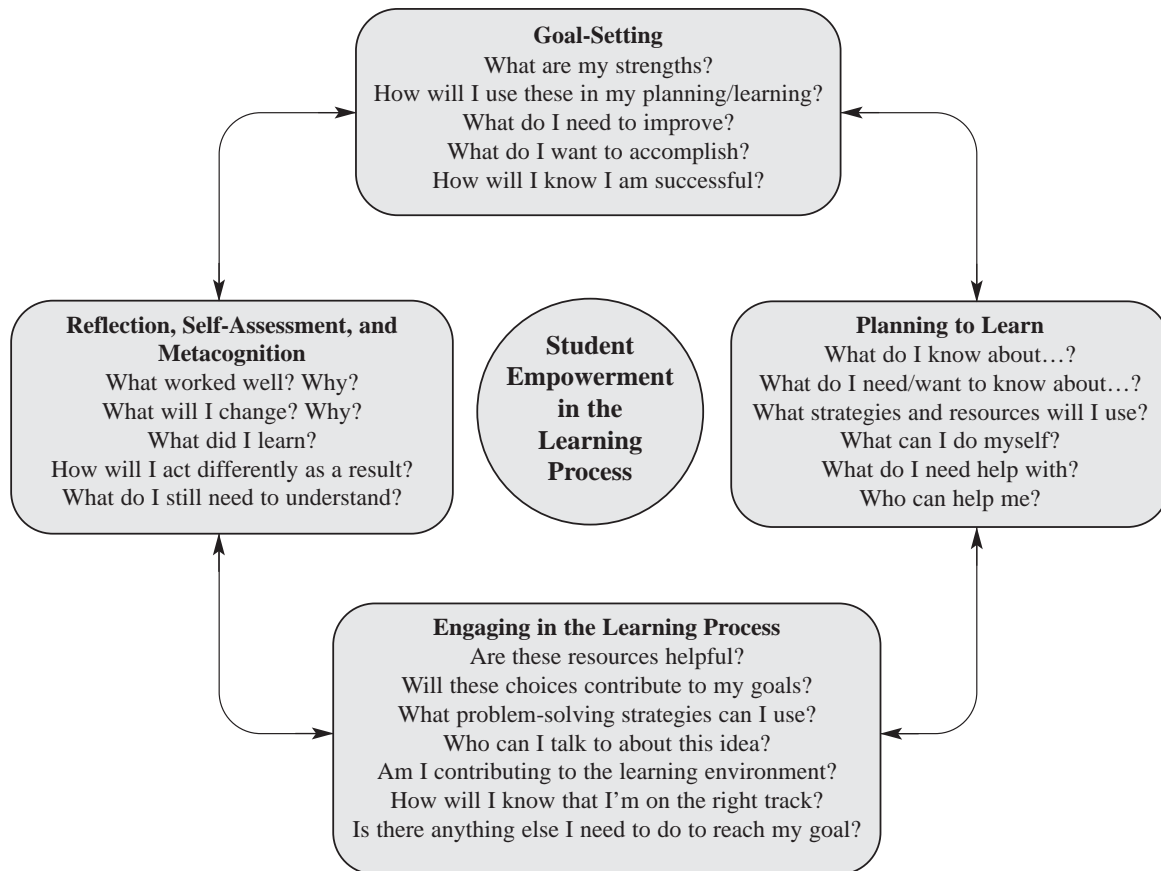 Goal-Setting
What are my strengths?
How will I use these in my planning/learning?
What do I need to improve?
What do I want to accomplish?
How will I know I am successful?
Reflection, Self-Assessment, and
Metacognition
What worked well? Why?
What will I change? Why?
What did I learn?
How will I act differently as a result?
What do I still need to understand?
Student
Empowerment
in the
Learning
Process
Planning to Learn
What do I know about…?
What do I need/want to know about…?
What strategies and resources will I use?
What can I do myself?
What do I need help with?
Who can help me?
Engaging in the Learning Process
Are these resources helpful?
Will these choices contribute to my goals?
What problem-solving strategies can I use?
Who can I talk to about this idea?
Am I contributing to the learning environment?
How will I know that I’m on the right track?
Is there anything else I need to do to reach my goal?